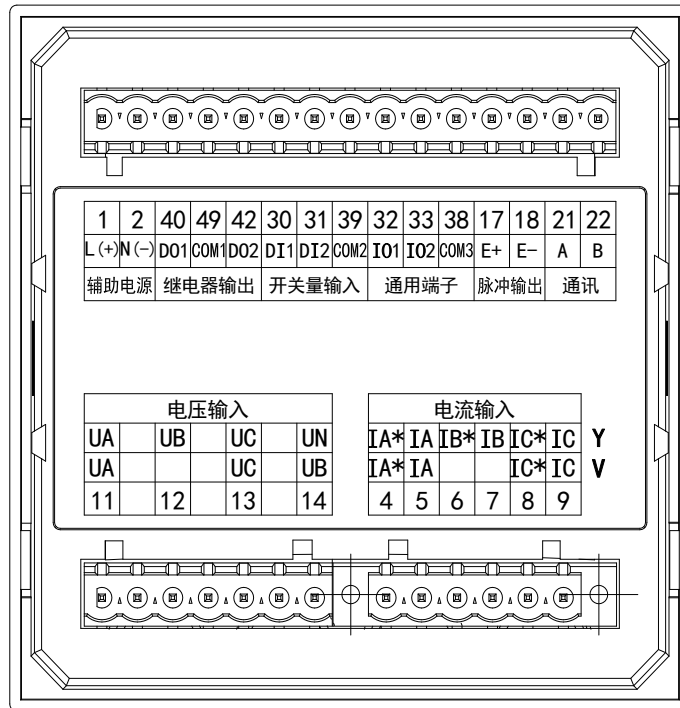 1 2 40 49 42 30 31 39 32 33 38 17 18 21 22
L(+) N(-) DO1 COM1 DO2 DI1 DI2 COM2 IO1 IO2 COM3 E+ E- A B
辅助电源 继电器输出 开关量输入 通用端子 脉冲输出 通讯
电压输入
UA UB UC UN
UA UC UB
11 12 13 14
电流输入
IA* IA IB* IB IC* IC Y
IA* IA IC* IC V
4 5 6 7 8 9